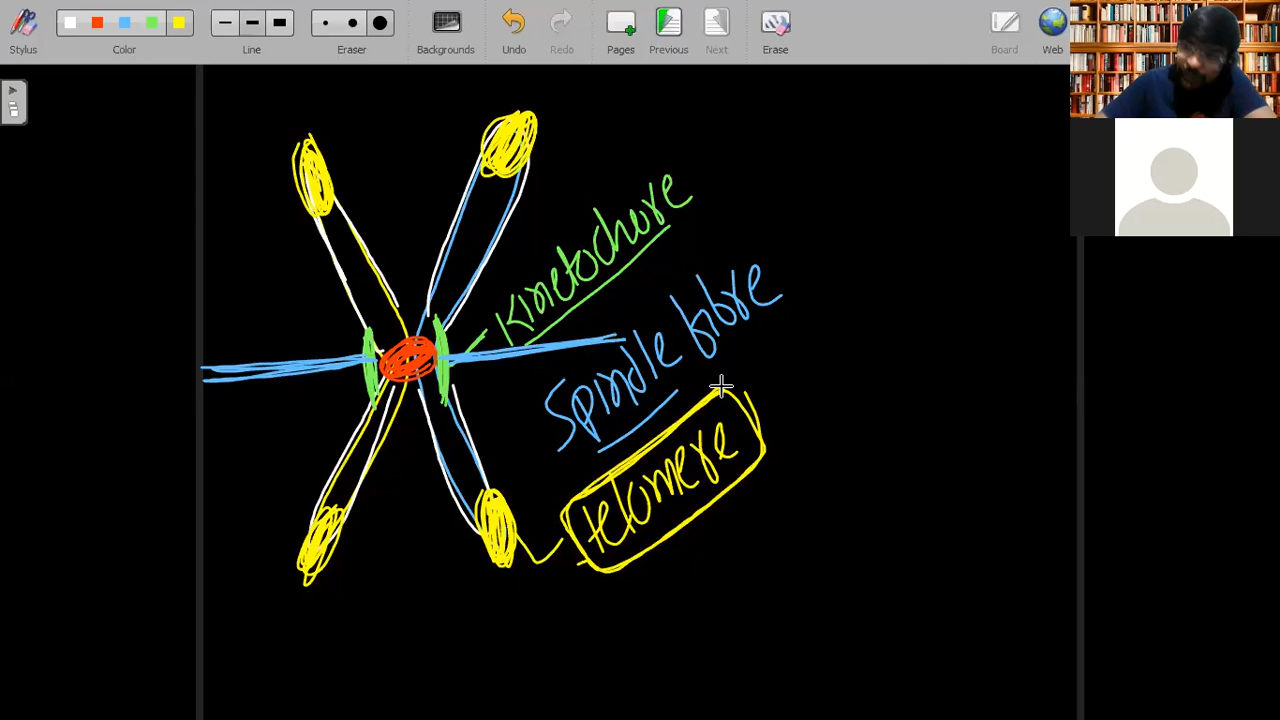 Stylus
Color
Line
Eraser
Backgrounds
Undo
Redo
Pages
Previous
Next
Erase
Board
Web
Kinetochore
Spindle fibre
telomere